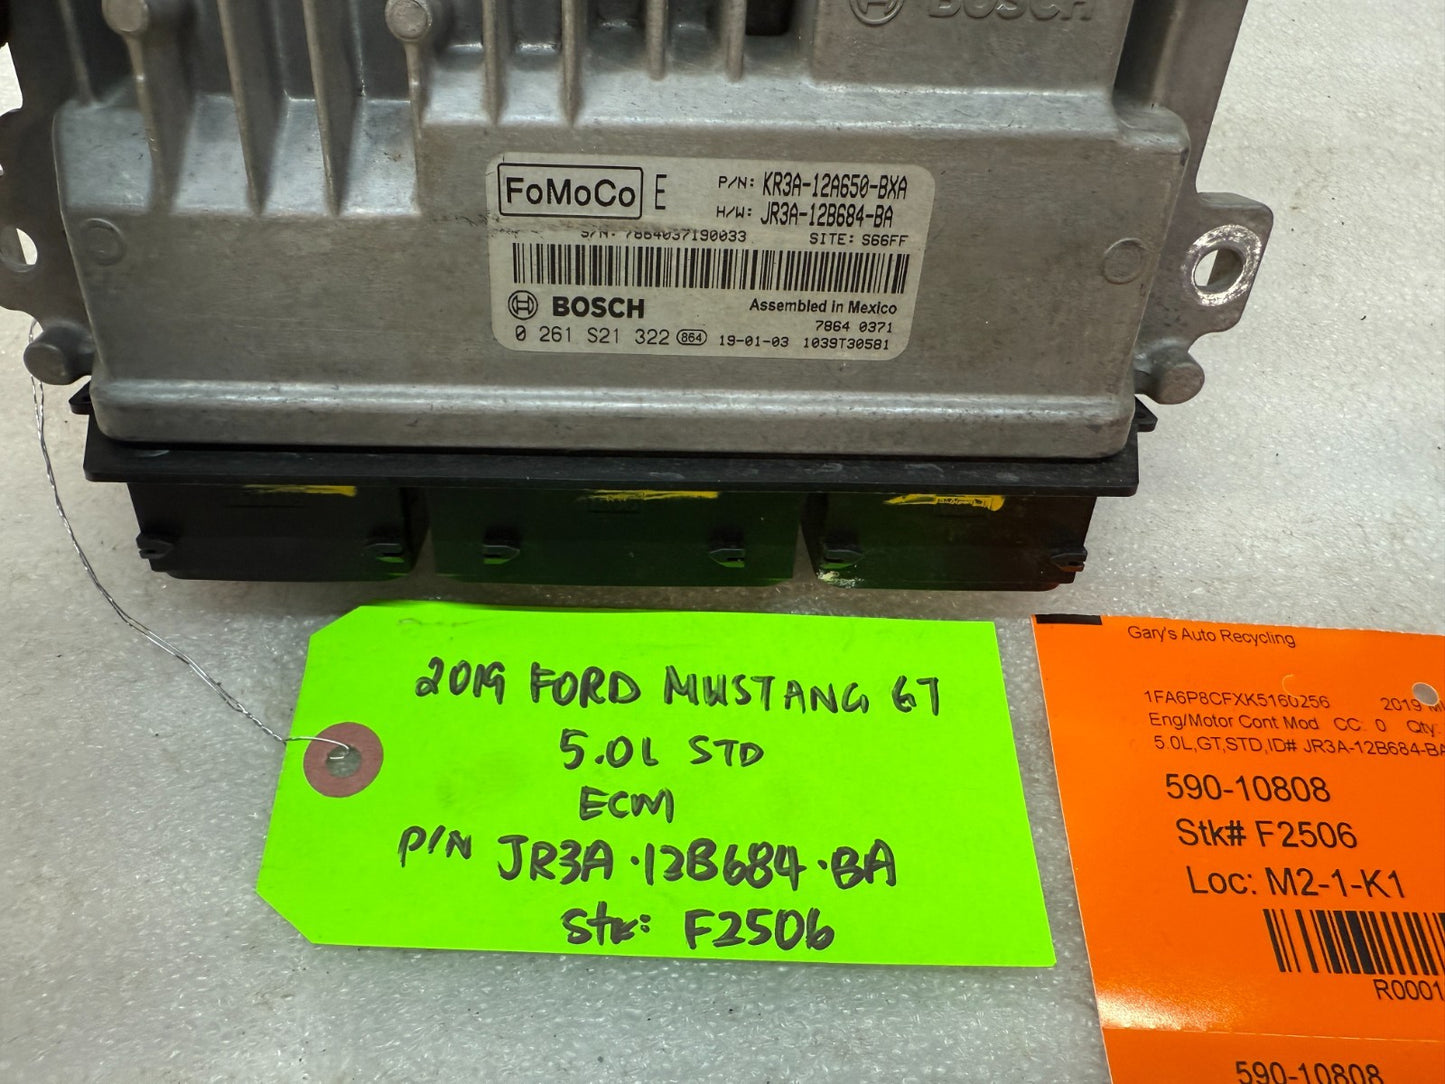 BOSCH
FoMoCo E
P/N: KR3A-12A650-BXA
H/W: JR3A-12B684-BA
S/N: 7864037190033 SITE: S66FF
BOSCH
Assembled in Mexico
7864 0371
0 261 S21 322 864 19-01-03 1039T30581
2019 FORD MUSTANG GT
5.0L STD
ECM
P/N JR3A-12B684-BA
Stk: F2506
Gary's Auto Recycling
1FA6P8CFXK5160256 2019 M
Eng/Motor Cont Mod CC: 0 Qty:
5.0L,GT,STD,ID# JR3A-12B684-BA
590-10808
Stk# F2506
Loc: M2-1-K1
R0001
590-10808